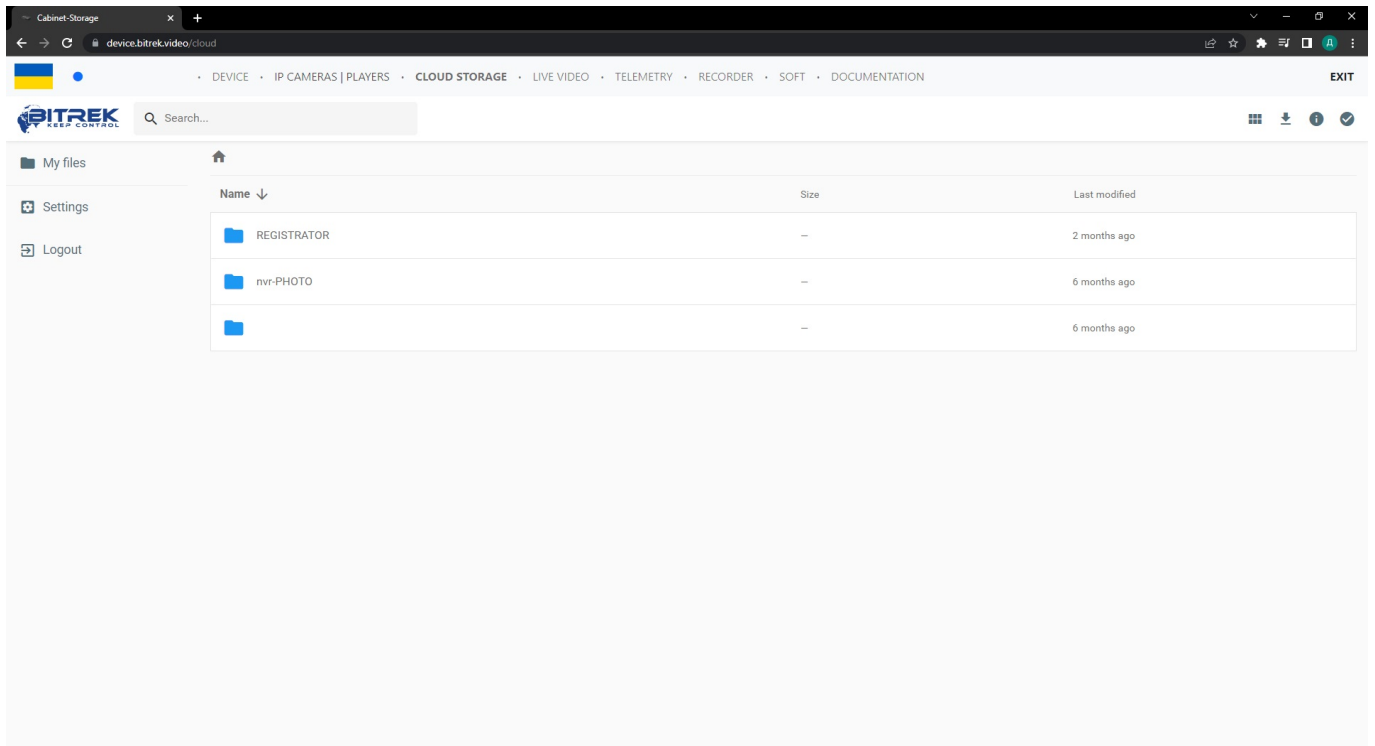 Cabinet-Storage
device.bitrek.video/cloud
Д
DEVICE · IP CAMERAS | PLAYERS · CLOUD STORAGE · LIVE VIDEO · TELEMETRY · RECORDER · SOFT · DOCUMENTATION
EXIT
BITREK
KEEP CONTROL
Search...
My files
Settings
Logout
Name Size Last modified
REGISTRATOR — 2 months ago
nvr-PHOTO — 6 months ago
— 6 months ago